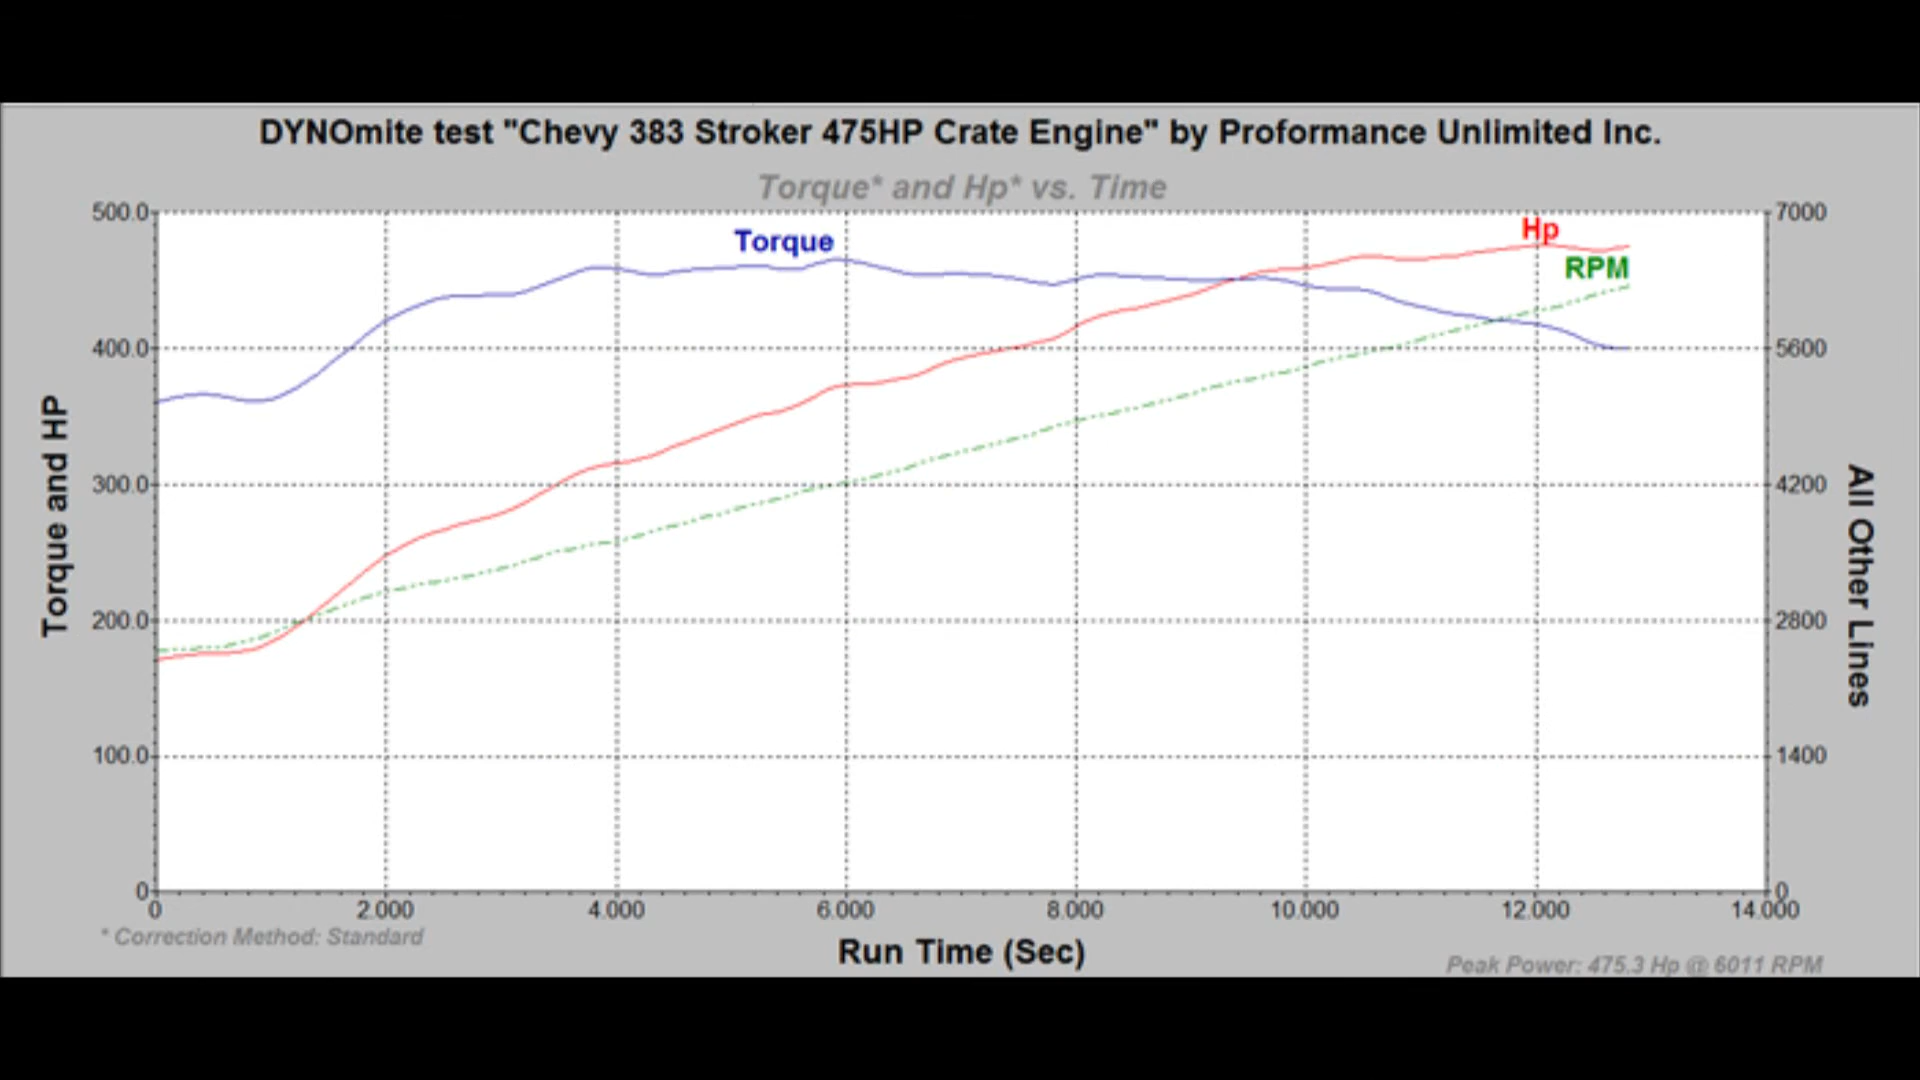 DYNOmite test "Chevy 383 Stroker 475HP Crate Engine" by Proformance Unlimited Inc.
Torque* and Hp* vs. Time
Torque and HP
500.0
400.0
300.0
200.0
100.0
0
Torque
Hp
RPM
7000
5600
4200
2800
1400
0
All Other Lines
0 2.000 4.000 6.000 8.000 10.000 12.000 14.000
* Correction Method: Standard
Run Time (Sec)
Peak Power: 475.3 Hp @ 6011 RPM